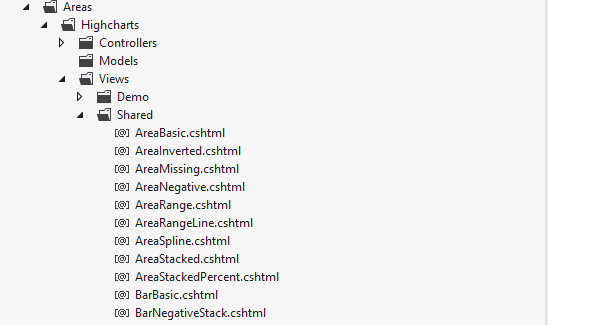 Areas
Highcharts
Controllers
Models
Views
Demo
Shared
[@] AreaBasic.cshtml
[@] AreaInverted.cshtml
[@] AreaMissing.cshtml
[@] AreaNegative.cshtml
[@] AreaRange.cshtml
[@] AreaRangeLine.cshtml
[@] AreaSpline.cshtml
[@] AreaStacked.cshtml
[@] AreaStackedPercent.cshtml
[@] BarBasic.cshtml
[@] BarNegativeStack.cshtml